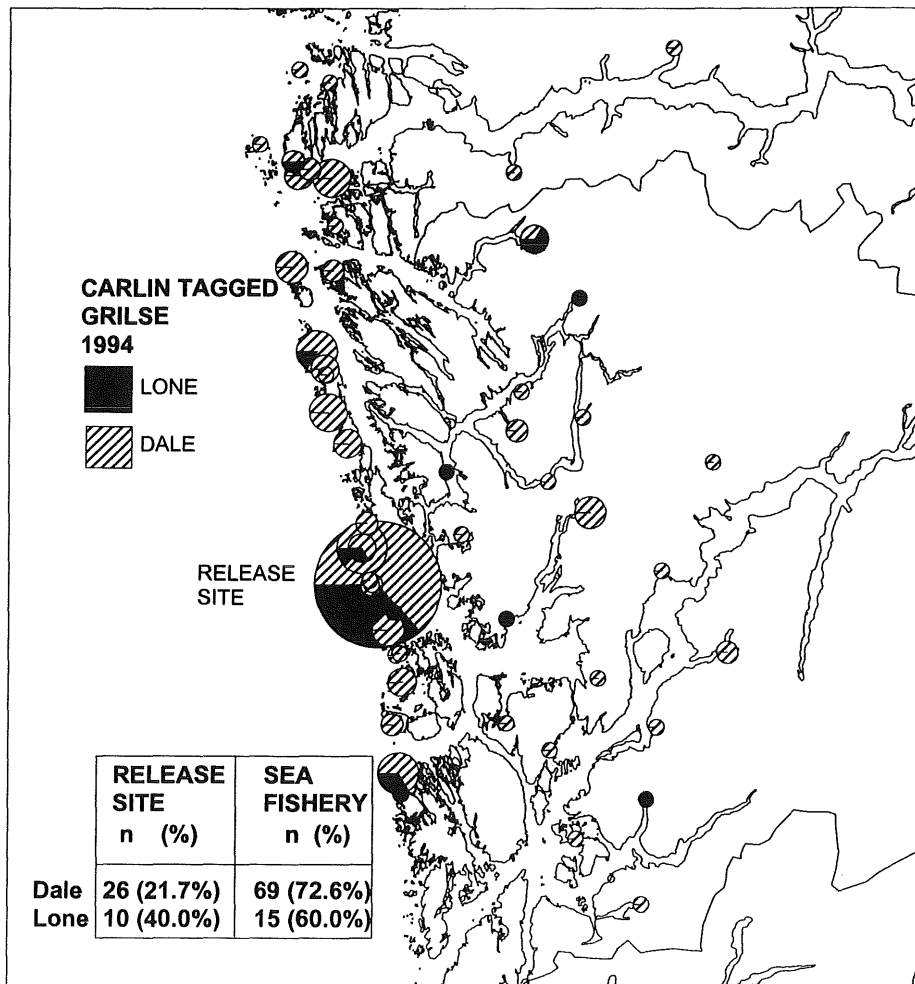 CARLIN TAGGED
GRILSE
1994
LONE
DALE
RELEASE
SITE
RELEASE SEA
SITE FISHERY
n (%) n (%)
Dale 26 (21.7%) 69 (72.6%)
Lone 10 (40.0%) 15 (60.0%)